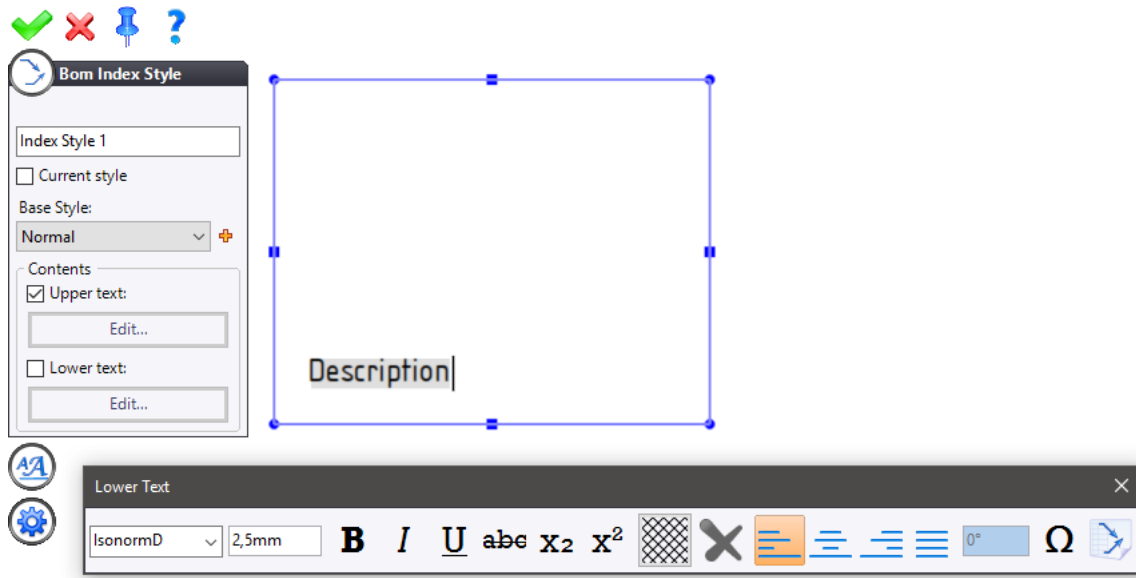 ?
Bom Index Style
Index Style 1
Current style
Base Style:
Normal
Contents
Upper text:
Edit...
Lower text:
Edit...
Description
AA
Lower Text
IsonormD
2,5mm
B I U abc x₂ x² 0° Ω